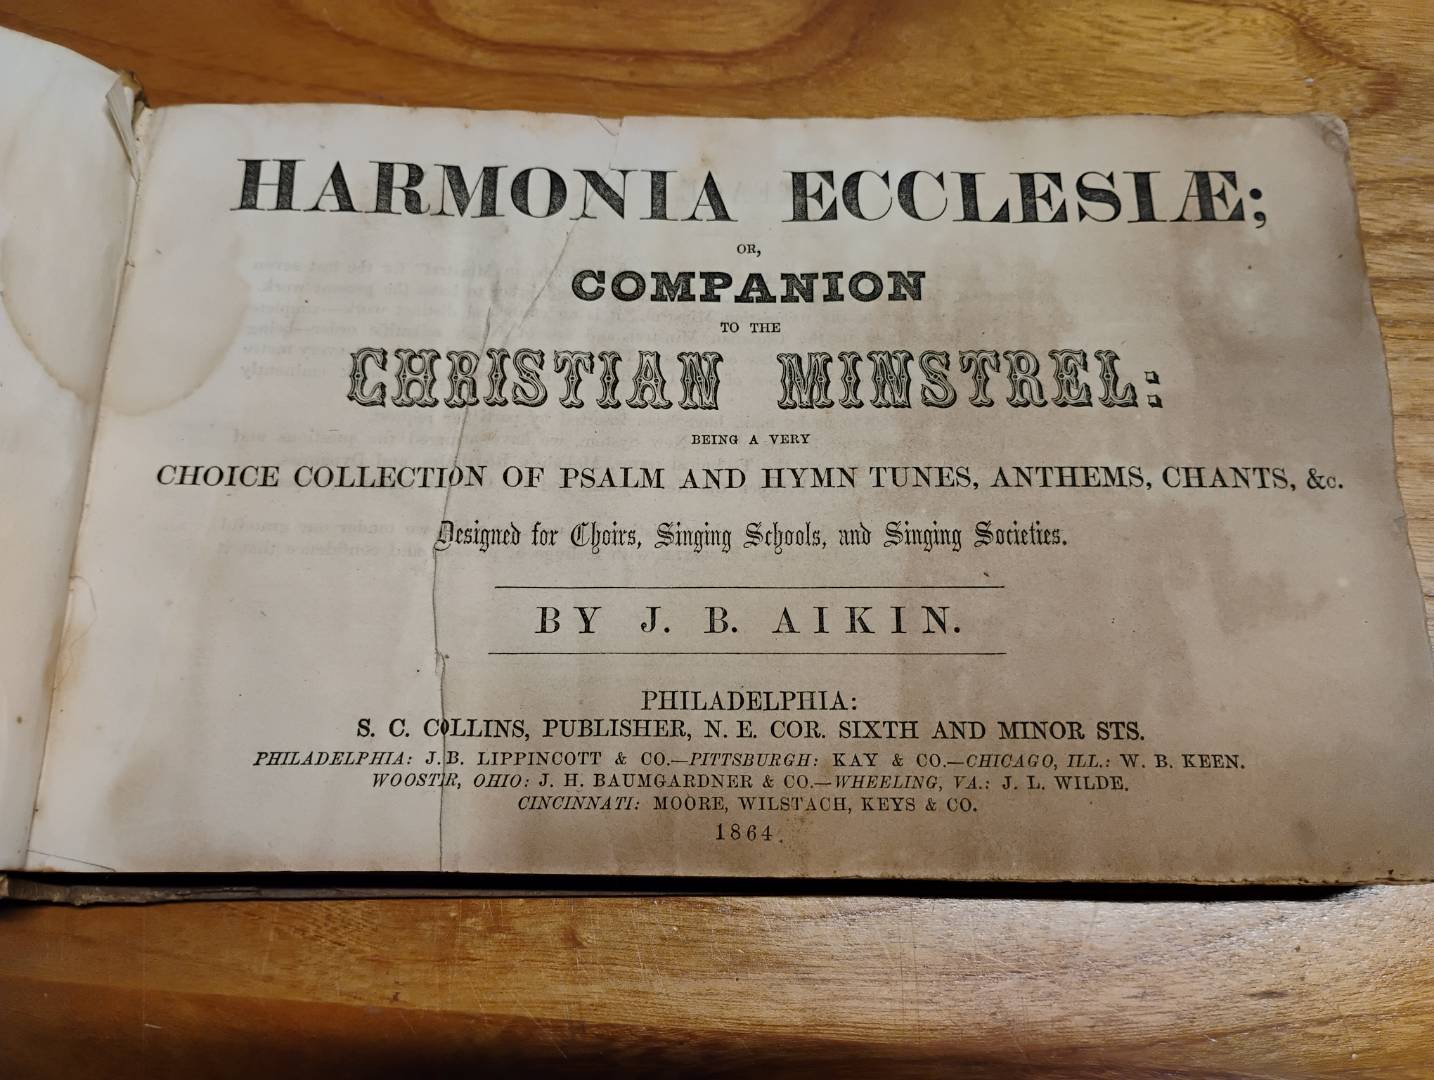 HARMONIA ECCLESIÆ;
OR,
COMPANION
TO THE
CHRISTIAN MINSTREL:
BEING A VERY
CHOICE COLLECTION OF PSALM AND HYMN TUNES, ANTHEMS, CHANTS, &c.
Designed for Choirs, Singing Schools, and Singing Societies.
BY J. B. AIKIN.
PHILADELPHIA:
S. C. COLLINS, PUBLISHER, N. E. COR. SIXTH AND MINOR STS.
PHILADELPHIA: J. B. LIPPINCOTT & CO.—PITTSBURGH: KAY & CO.—CHICAGO, ILL.: W. B. KEEN.
WOOSTER, OHIO: J. H. BAUMGARDNER & CO.—WHEELING, VA.: J. L. WILDE.
CINCINNATI: MOORE, WILSTACH, KEYS & CO.
1864.